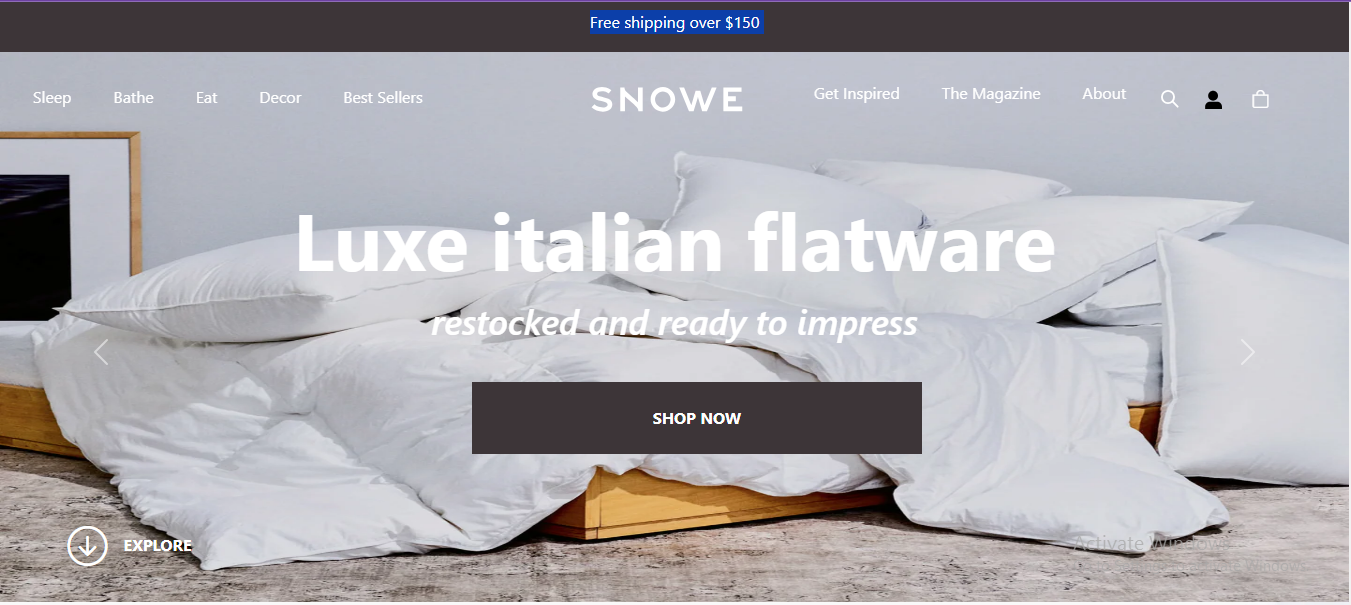 Free shipping over $150
Sleep Bathe Eat Decor Best Sellers SNOWE Get Inspired The Magazine About
Luxe italian flatware
restocked and ready to impress
SHOP NOW
EXPLORE
Activate Windows